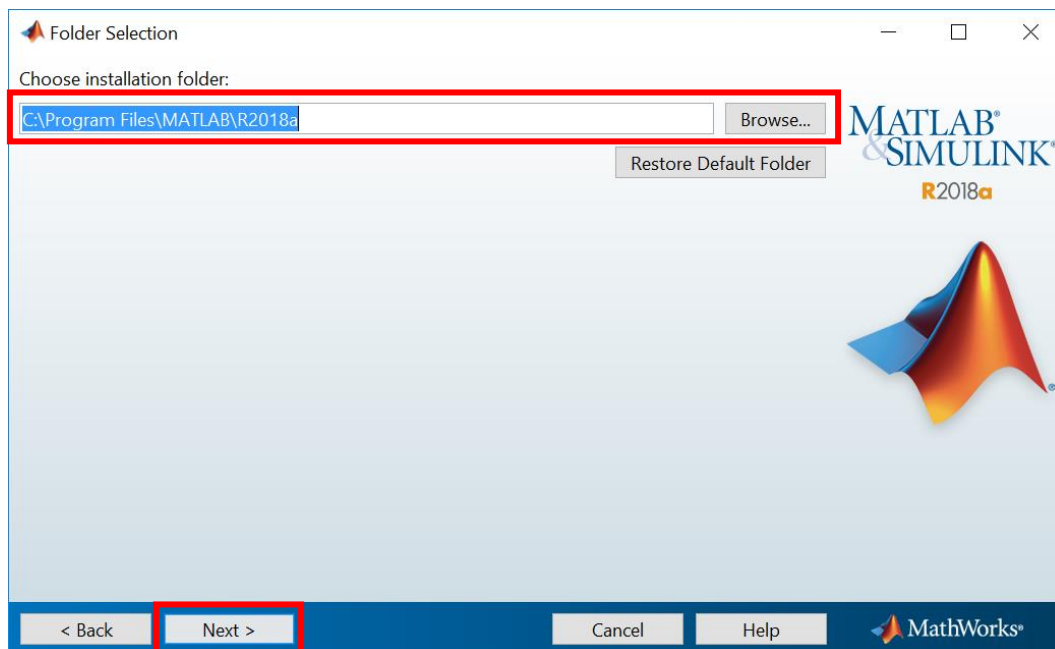 Folder Selection
Choose installation folder:
C:\Program Files\MATLAB\R2018a
Browse...
Restore Default Folder
MATLAB®
&SIMULINK®
R2018a
®
< Back
Next >
Cancel
Help
MathWorks®